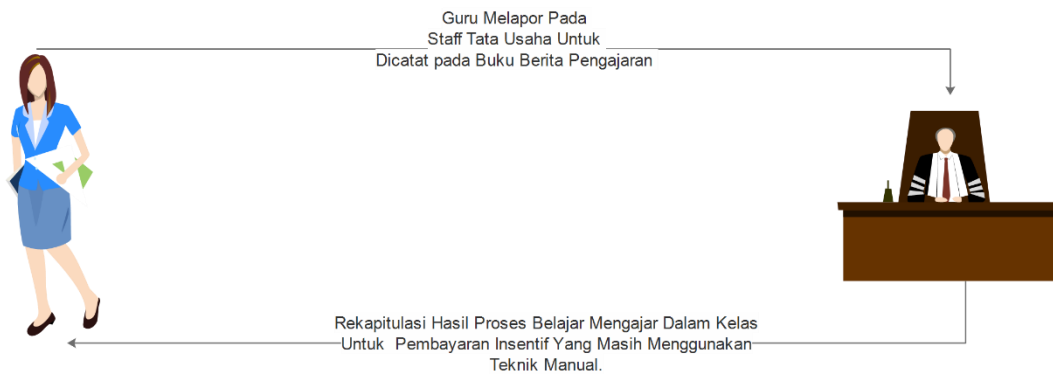 Guru Melapor Pada
Staff Tata Usaha Untuk
Dicatat pada Buku Berita Pengajaran
Rekapitulasi Hasil Proses Belajar Mengajar Dalam Kelas
Untuk Pembayaran Insentif Yang Masih Menggunakan
Teknik Manual.